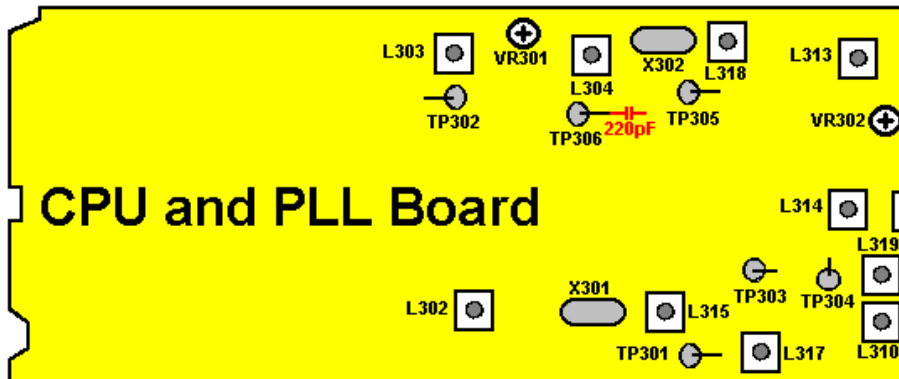 L303
VR301
L304
X302
L318
L313
TP302
TP306
220pF
TP305
VR302
CPU and PLL Board
L314
L319
TP303
TP304
L302
X301
L315
L310
TP301
L317